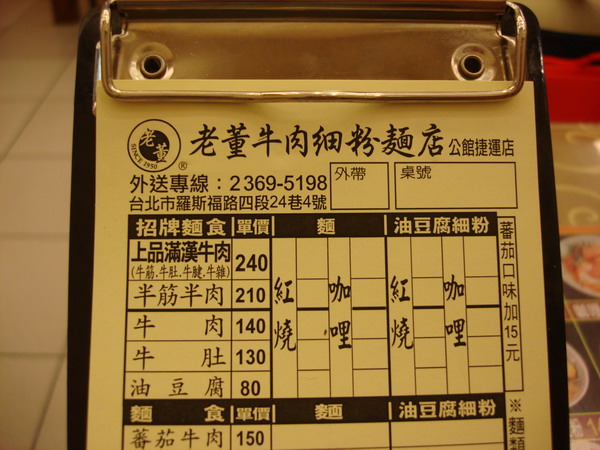 老董
SINCE 1950
®
老董牛肉細粉麵店 公館捷運店
外送專線：2369-5198
台北市羅斯福路四段24巷4號
外帶
桌號
招牌麵食 單價 麵 油豆腐細粉
上品滿漢牛肉 240
(牛筋.牛肚.牛腱.牛雜)
半筋半肉 210
牛肉 140
牛肚 130
油豆腐 80
紅燒
咖哩
紅燒
咖哩
蕃茄口味加15元
麵食 單價 麵 油豆腐細粉
蕃茄牛肉 150
※麵類